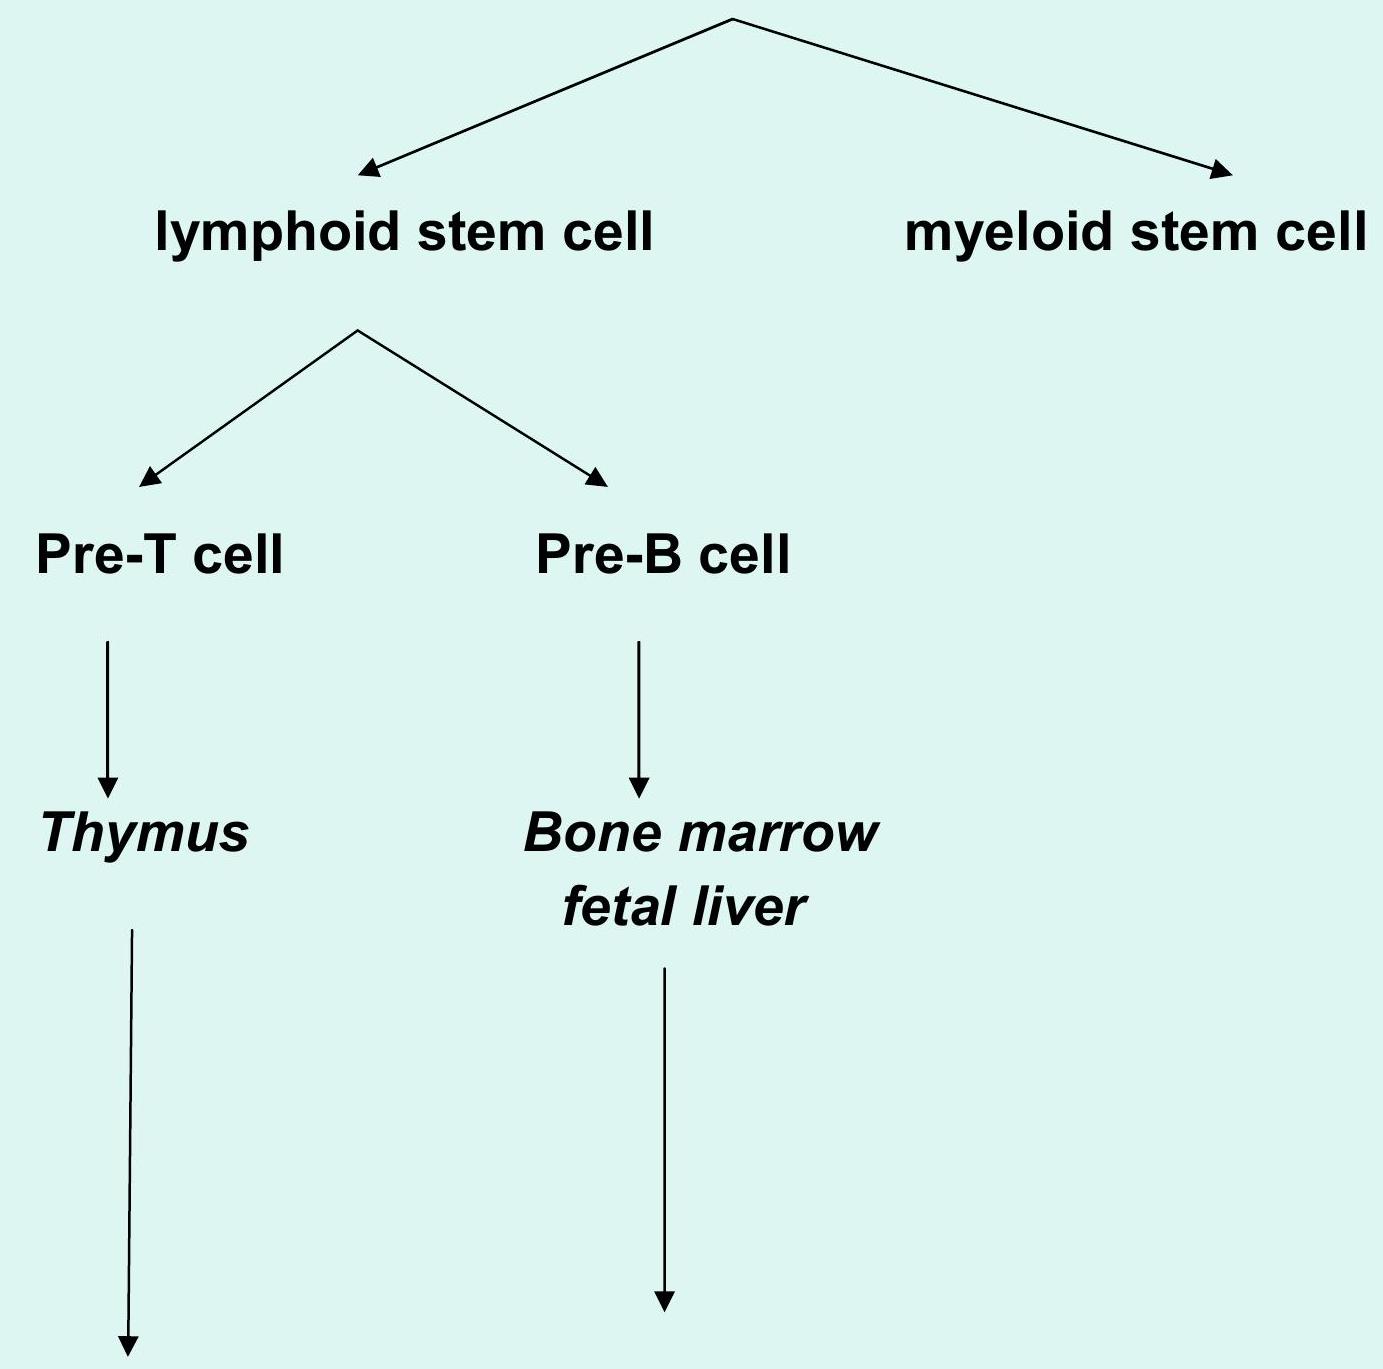 lymphoid stem cell
myeloid stem cell
Pre-T cell
Pre-B cell
Thymus
Bone marrow
fetal liver